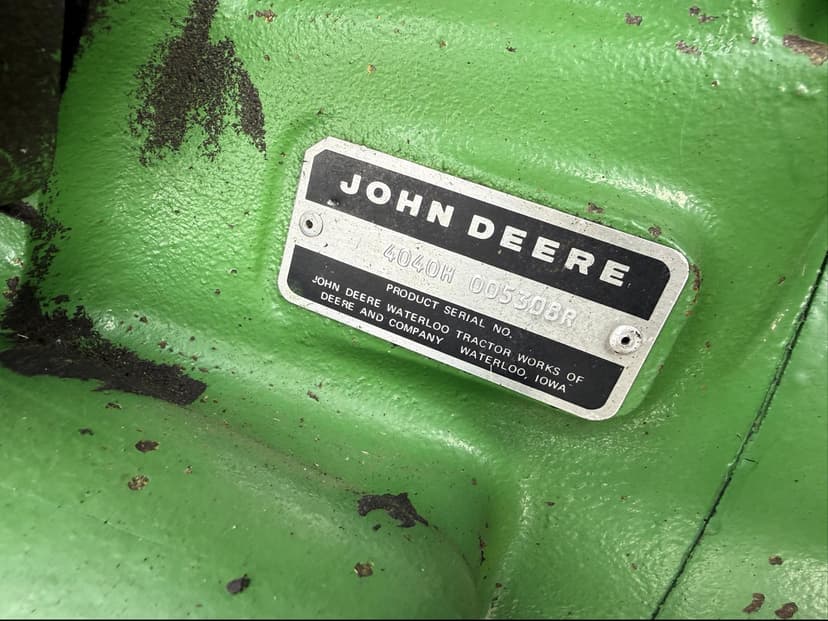 JOHN DEERE
4040H 005308R
PRODUCT SERIAL NO.
JOHN DEERE WATERLOO TRACTOR WORKS OF
DEERE AND COMPANY WATERLOO, IOWA